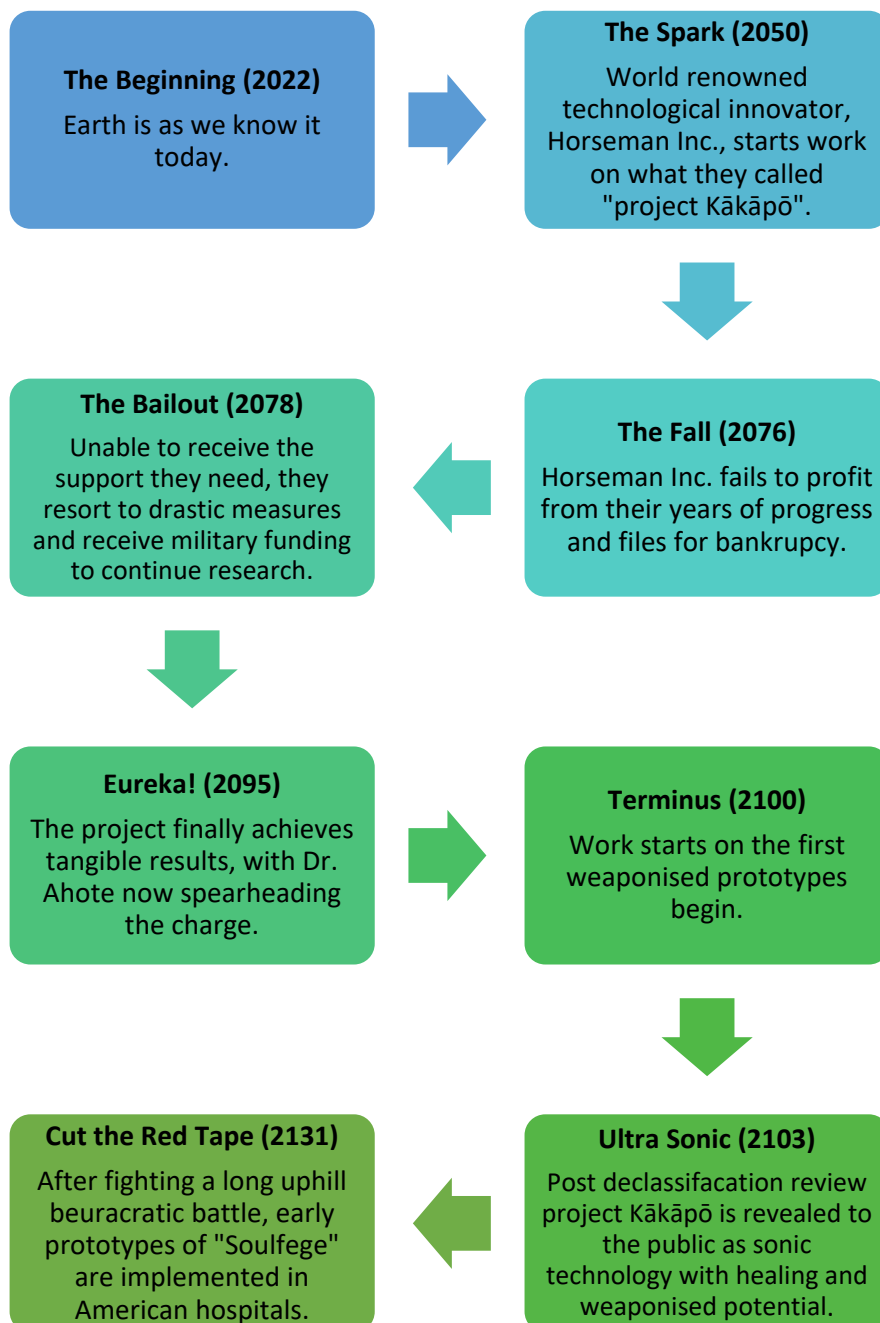 The Beginning (2022)
Earth is as we know it
today.
The Spark (2050)
World renowned
technological innovator,
Horseman Inc., starts work
on what they called
"project Kākāpō".
The Fall (2076)
Horseman Inc. fails to profit
from their years of progress
and files for bankrupcy.
The Bailout (2078)
Unable to receive the
support they need, they
resort to drastic measures
and receive military funding
to continue research.
Eureka! (2095)
The project finally achieves
tangible results, with Dr.
Ahote now spearheading
the charge.
Terminus (2100)
Work starts on the first
weaponised prototypes
begin.
Ultra Sonic (2103)
Post declassifacation review
project Kākāpō is revealed to
the public as sonic
technology with healing and
weaponised potential.
Cut the Red Tape (2131)
After fighting a long uphill
beuracratic battle, early
prototypes of "Soulfege"
are implemented in
American hospitals.